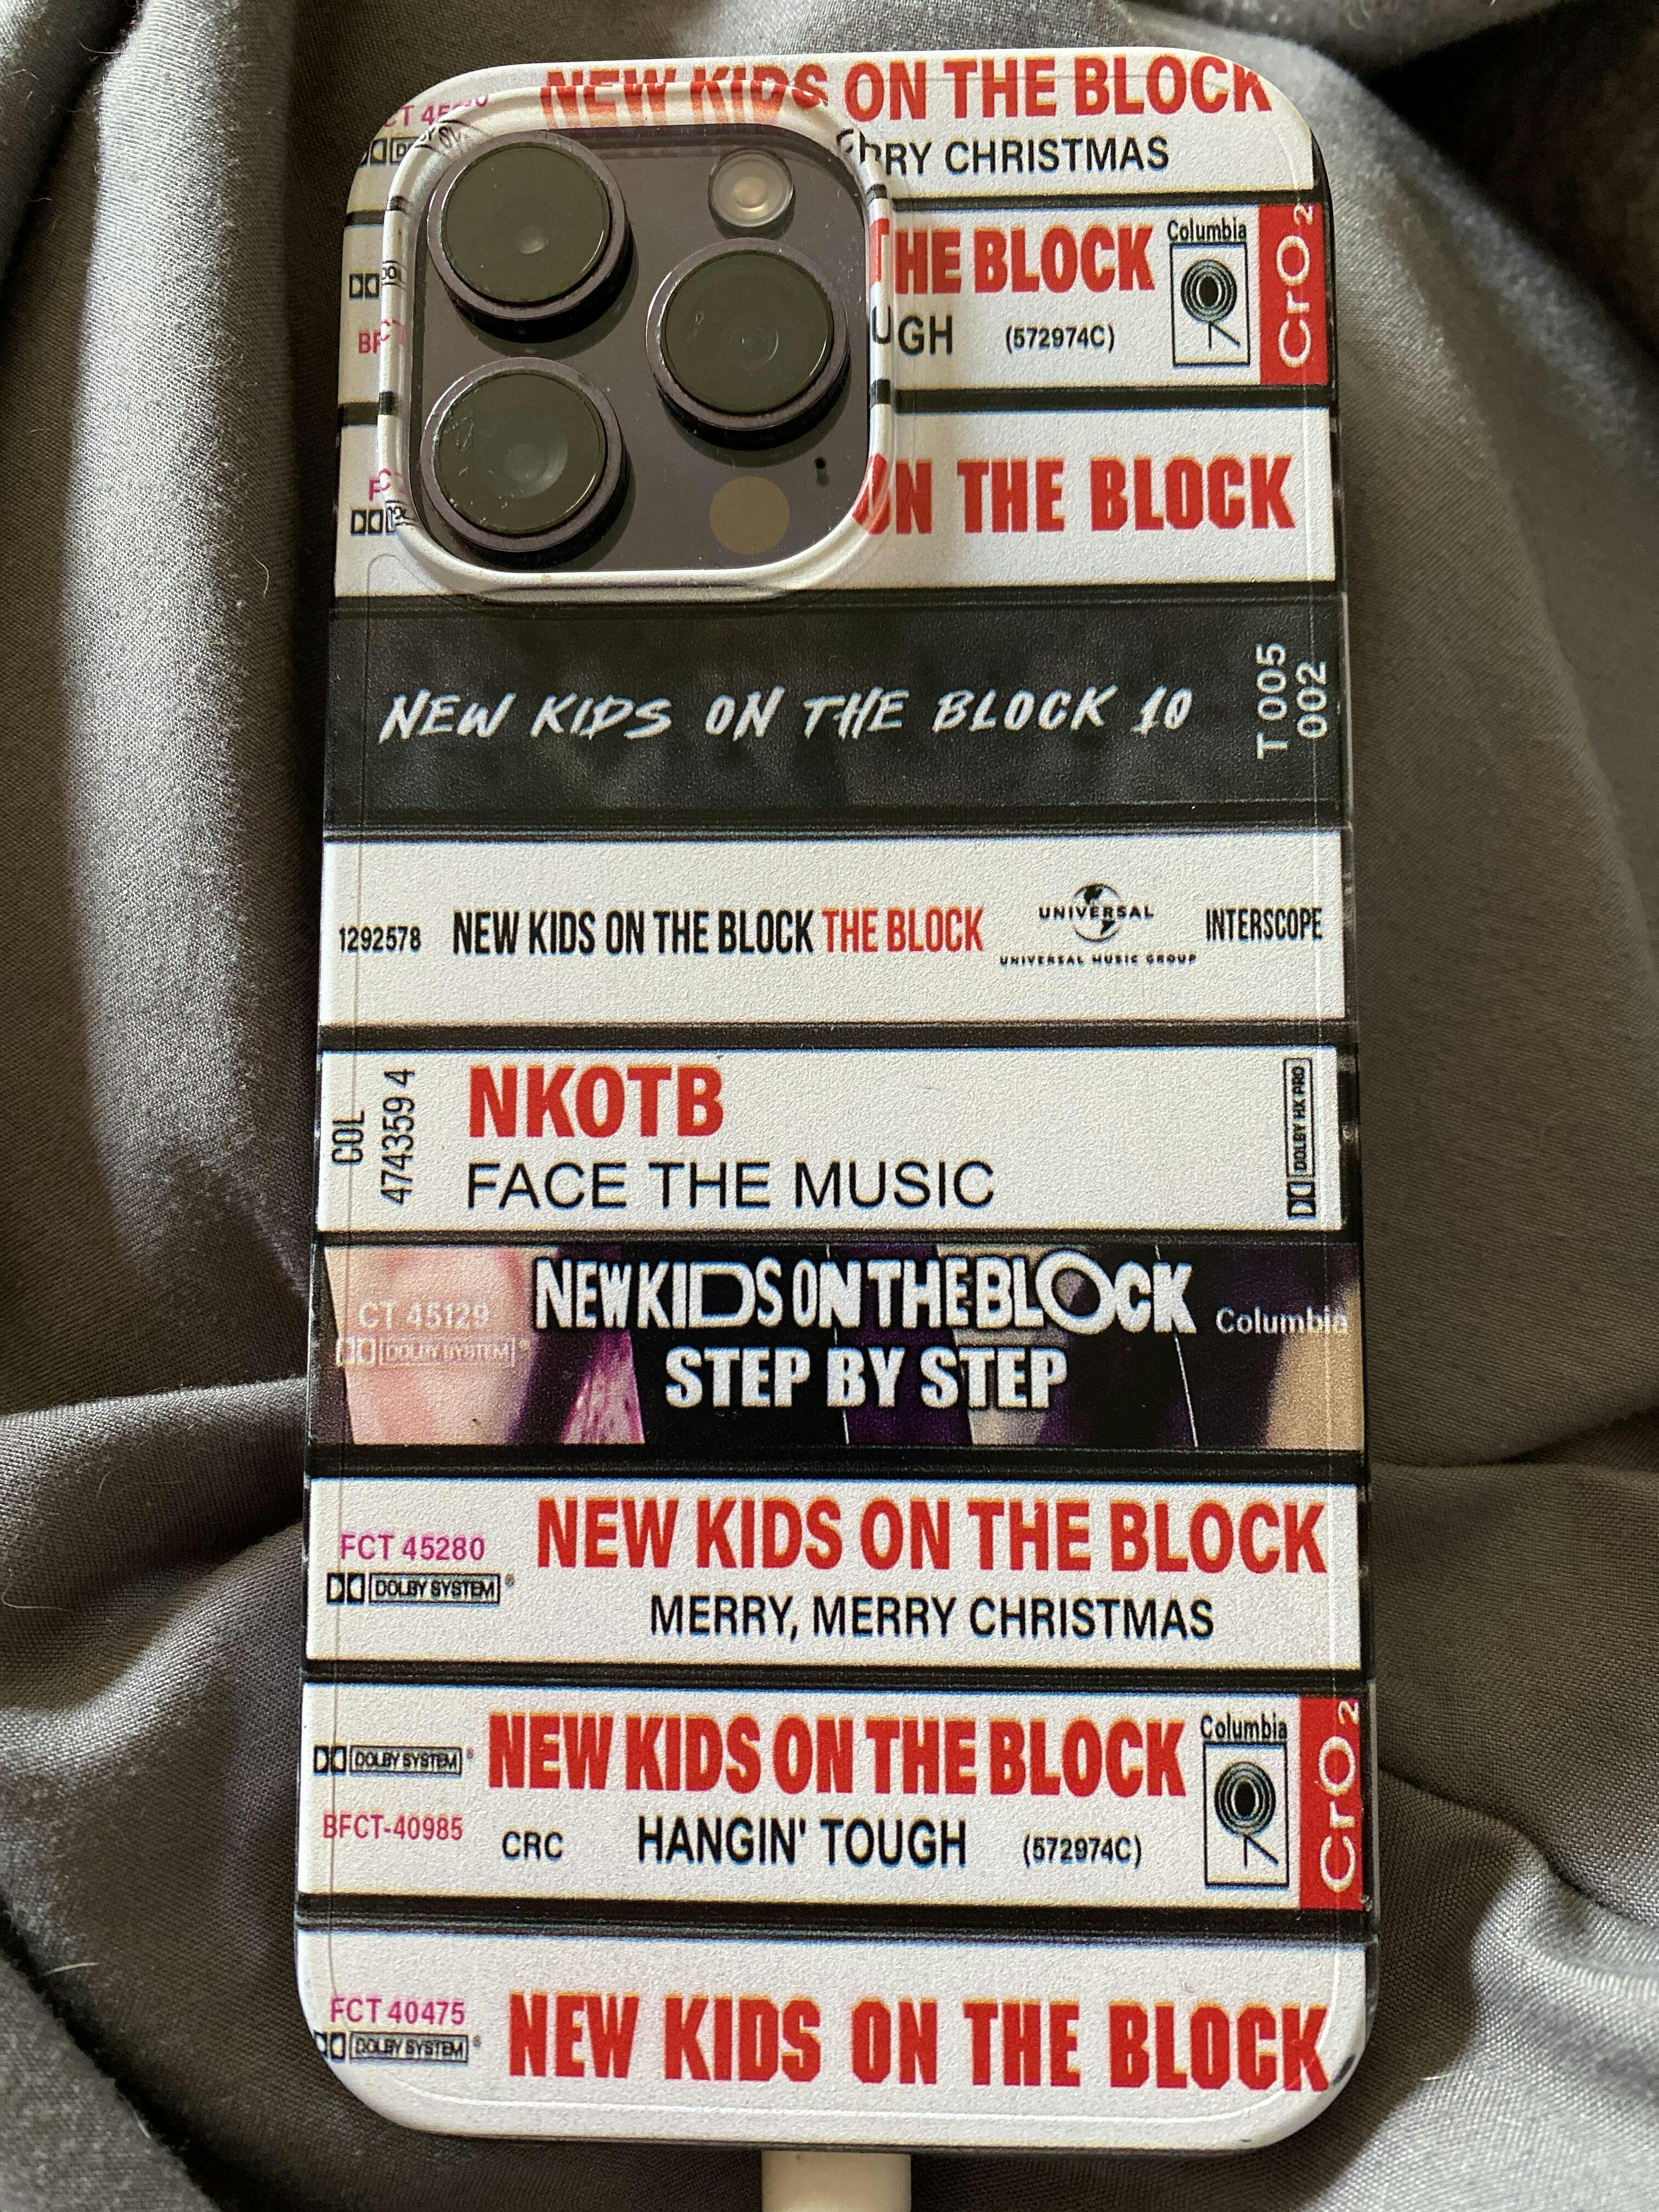 NEW KIDS ON THE BLOCK
CHRISTMAS
THE BLOCK
Columbia
CrO2
UGH (572974C)
ON THE BLOCK
NEW KIDS ON THE BLOCK 10
T 005
002
1292578 NEW KIDS ON THE BLOCK THE BLOCK
UNIVERSAL
UNIVERSAL MUSIC GROUP
INTERSCOPE
COL
474359 4
NKOTB
FACE THE MUSIC
DOLBY HX PRO
CT 45129
DOLBY SYSTEM®
NEW KIDS ON THE BLOCK
STEP BY STEP
Columbia
FCT 45280
DOLBY SYSTEM®
NEW KIDS ON THE BLOCK
MERRY, MERRY CHRISTMAS
DOLBY SYSTEM®
BFCT-40985
NEW KIDS ON THE BLOCK
CRC HANGIN' TOUGH (572974C)
Columbia
CrO2
FCT 40475
DOLBY SYSTEM®
NEW KIDS ON THE BLOCK